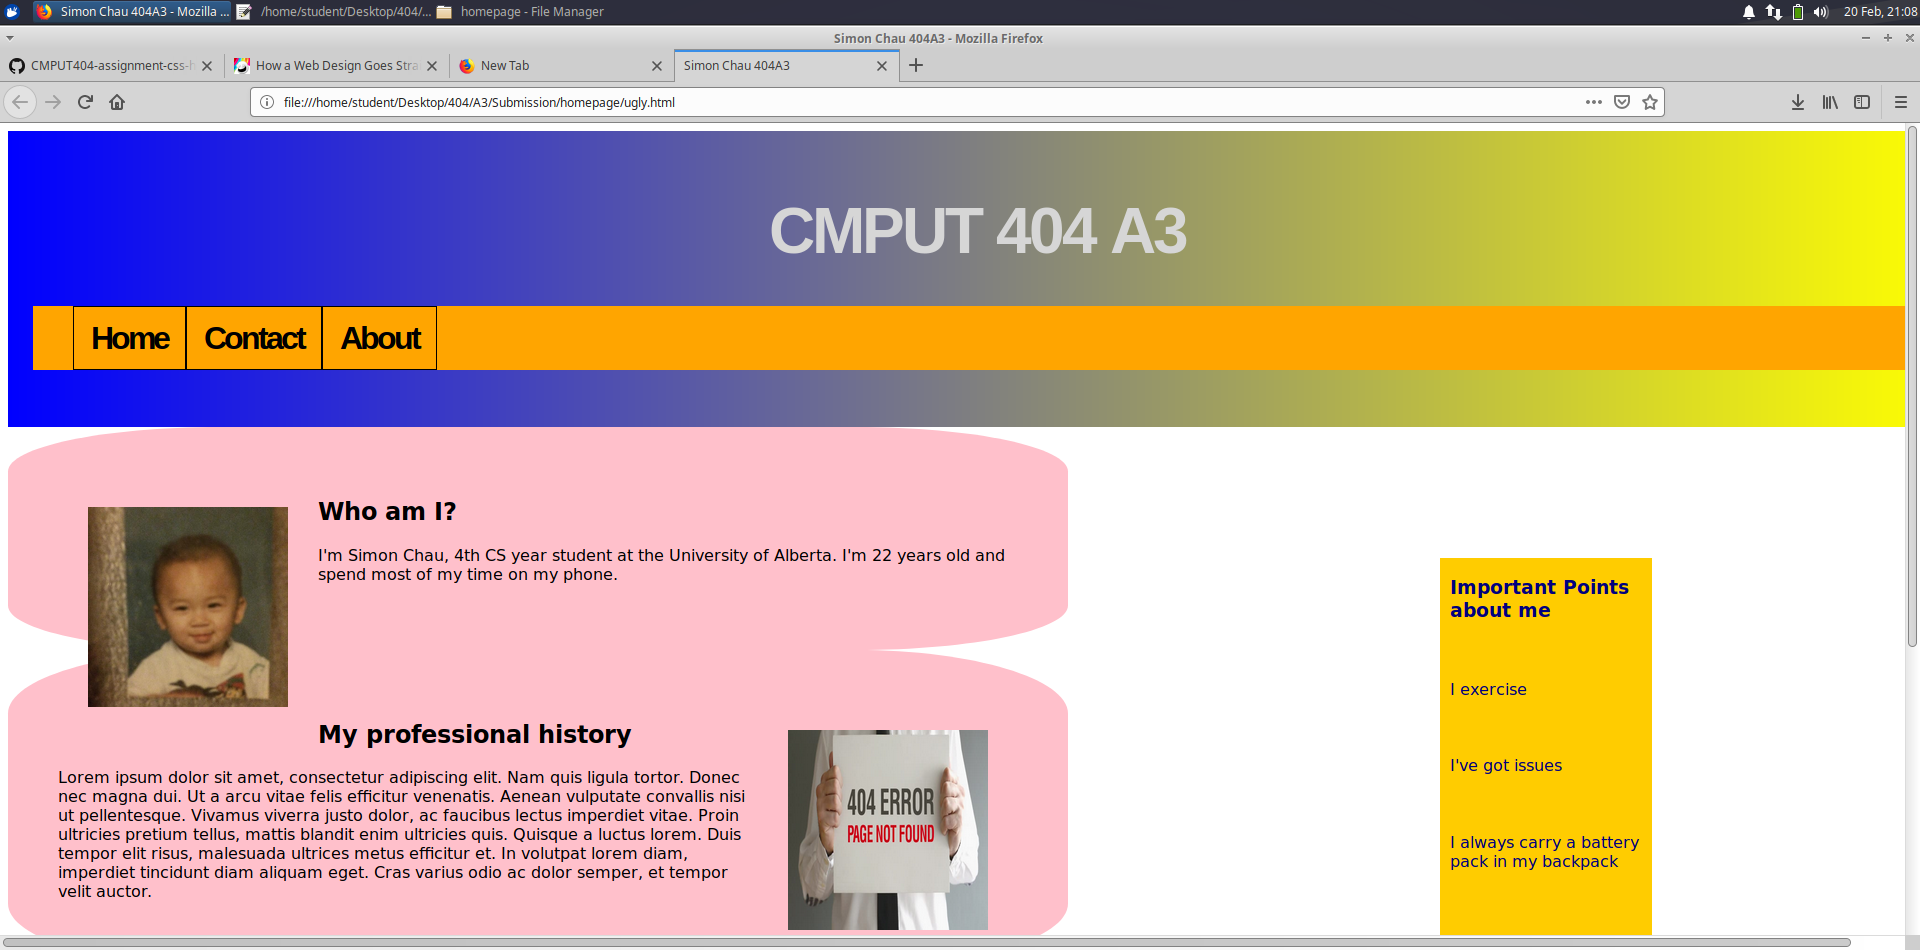 Simon Chau 404A3 - Mozilla ...
/home/student/Desktop/404/...
homepage - File Manager
20 Feb, 21:08
Simon Chau 404A3 - Mozilla Firefox
CMPUT404-assignment-css-h
How a Web Design Goes Stra
New Tab
Simon Chau 404A3
file:///home/student/Desktop/404/A3/Submission/homepage/ugly.html
CMPUT 404 A3
Home
Contact
About
Who am I?
I'm Simon Chau, 4th CS year student at the University of Alberta. I'm 22 years old and
spend most of my time on my phone.
My professional history
Lorem ipsum dolor sit amet, consectetur adipiscing elit. Nam quis ligula tortor. Donec
nec magna dui. Ut a arcu vitae felis efficitur venenatis. Aenean vulputate convallis nisi
ut pellentesque. Vivamus viverra justo dolor, ac faucibus lectus imperdiet vitae. Proin
ultricies pretium tellus, mattis blandit enim ultricies quis. Quisque a luctus lorem. Duis
tempor elit risus, malesuada ultrices metus efficitur et. In volutpat lorem diam,
imperdiet tincidunt diam aliquam eget. Cras varius odio ac dolor semper, et tempor
velit auctor.
404 ERROR
PAGE NOT FOUND
Important Points
about me
I exercise
I've got issues
I always carry a battery
pack in my backpack